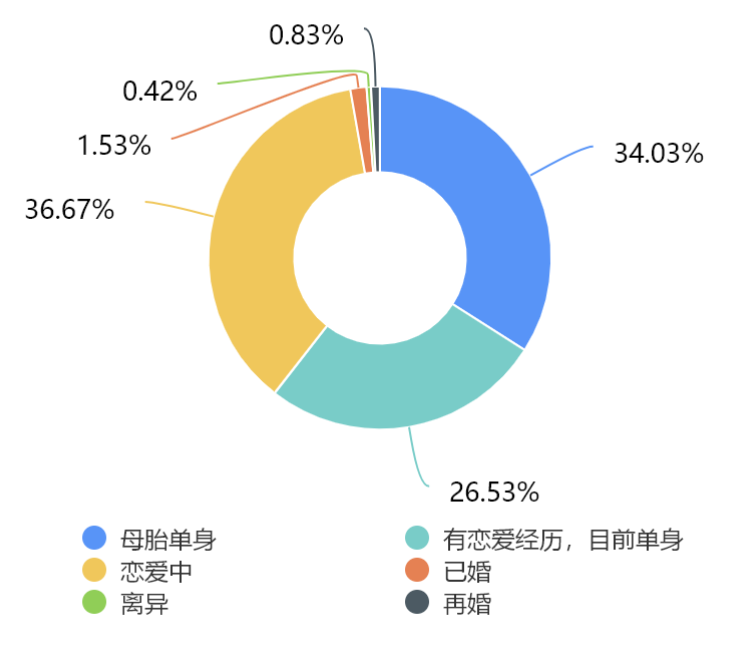 0.83%
0.42%
1.53%
34.03%
36.67%
26.53%
母胎单身
有恋爱经历，目前单身
恋爱中
已婚
离异
再婚